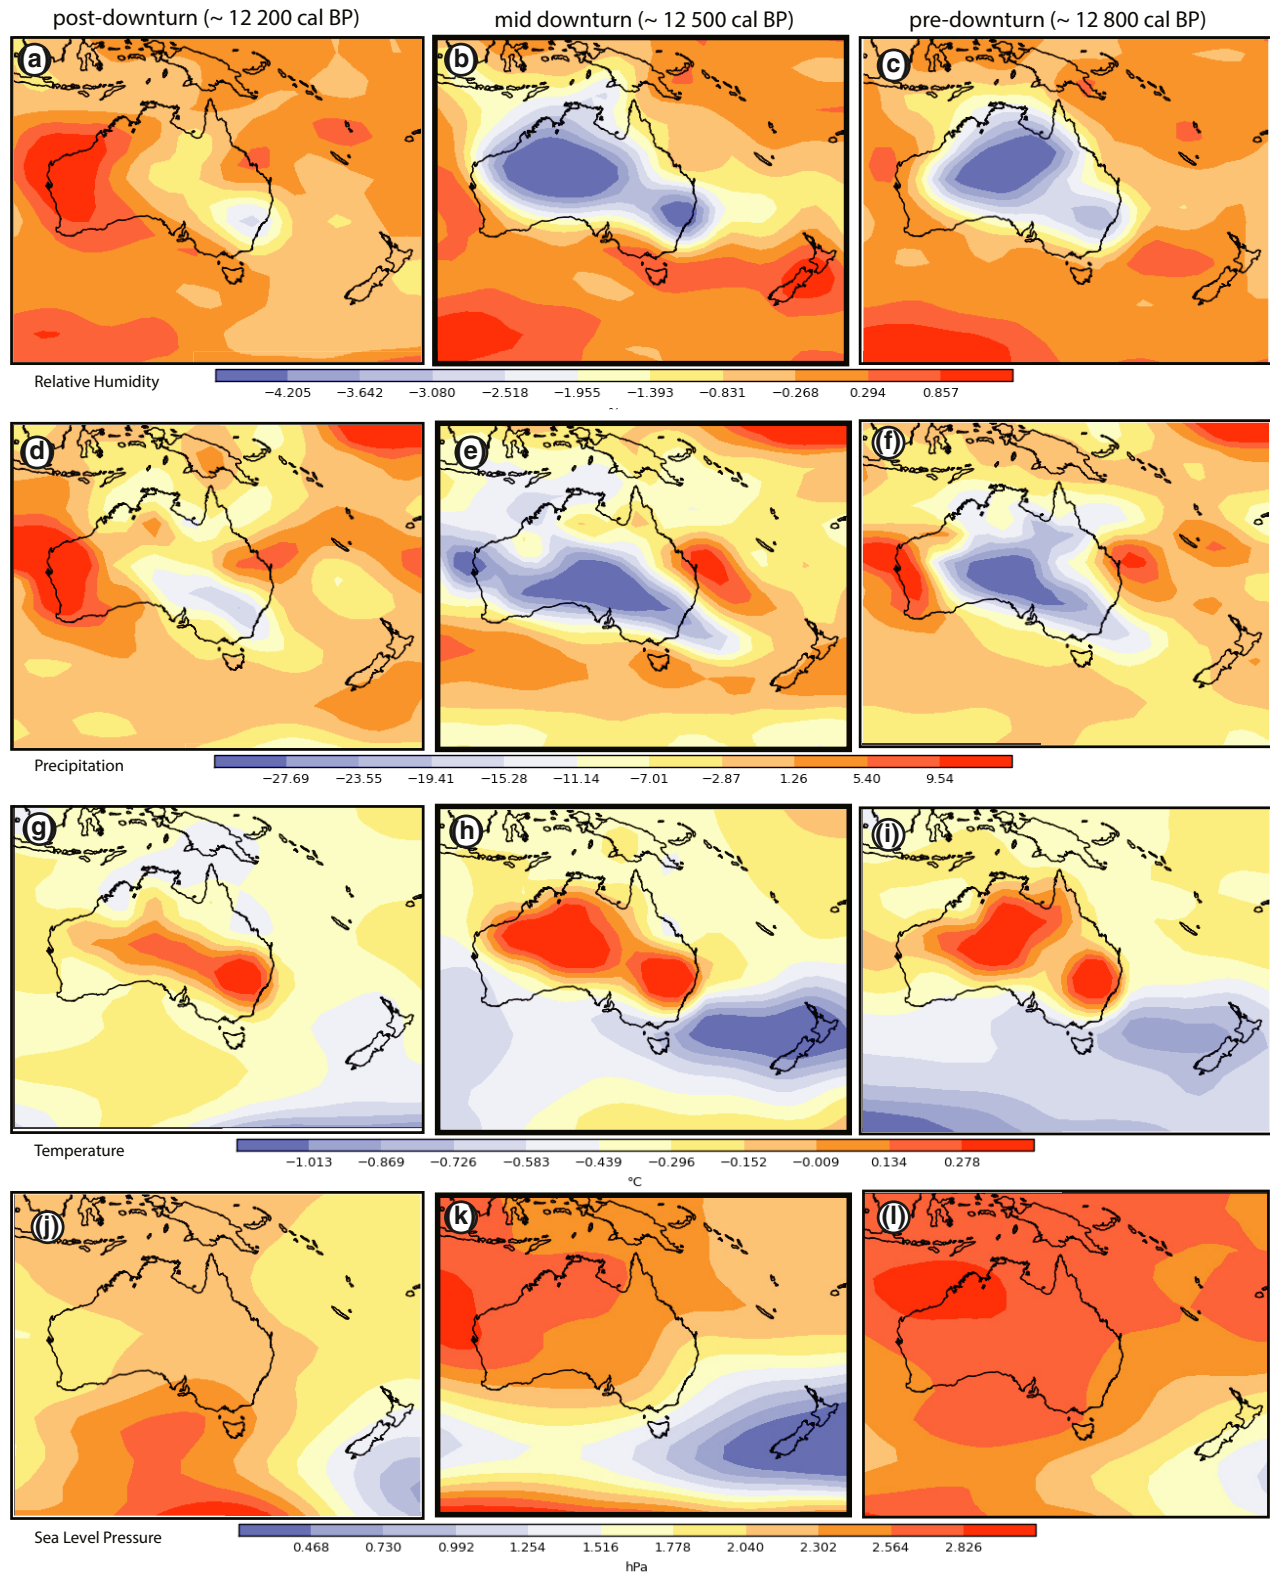 post-downturn (~ 12 200 cal BP) mid downturn (~ 12 500 cal BP) pre-downturn (~ 12 800 cal BP)
(a) (b) (c)
Relative Humidity
−4.205 −3.642 −3.080 −2.518 −1.955 −1.393 −0.831 −0.268 0.294 0.857
(d) (e) (f)
Precipitation
−27.69 −23.55 −19.41 −15.28 −11.14 −7.01 −2.87 1.26 5.40 9.54
(g) (h) (i)
Temperature
−1.013 −0.869 −0.726 −0.583 −0.439 −0.296 −0.152 −0.009 0.134 0.278
°C
(j) (k) (l)
Sea Level Pressure
0.468 0.730 0.992 1.254 1.516 1.778 2.040 2.302 2.564 2.826
hPa